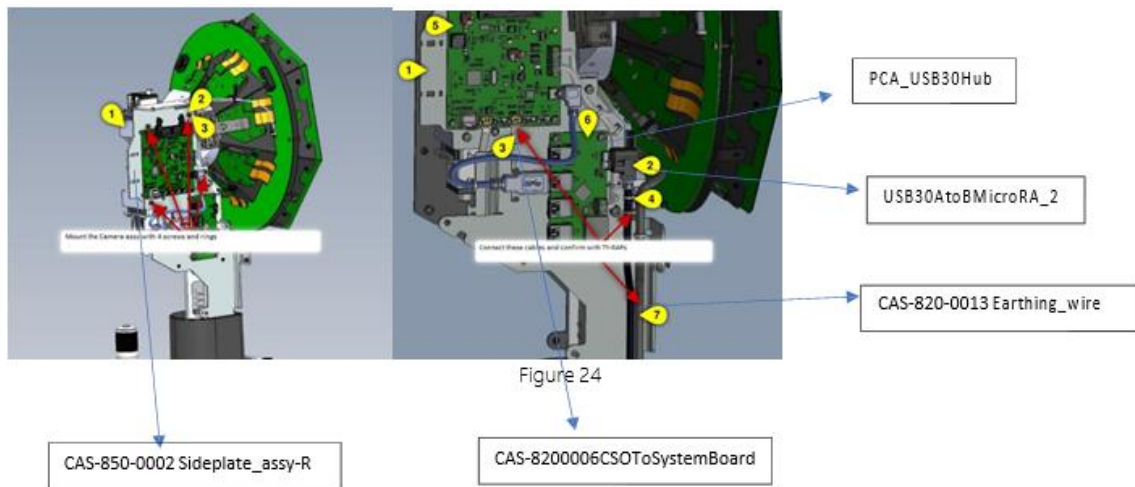 1
2
3
Mount the Camera assy with 4 screws and rings
5
1
6
3
2
4
Connect these cables and confirm with TY-RAPs
7
PCA_USB30Hub
USB30AtoBMicroRA_2
CAS-820-0013 Earthing_wire
Figure 24
CAS-850-0002 Sideplate_assy-R
CAS-8200006CSOToSystemBoard